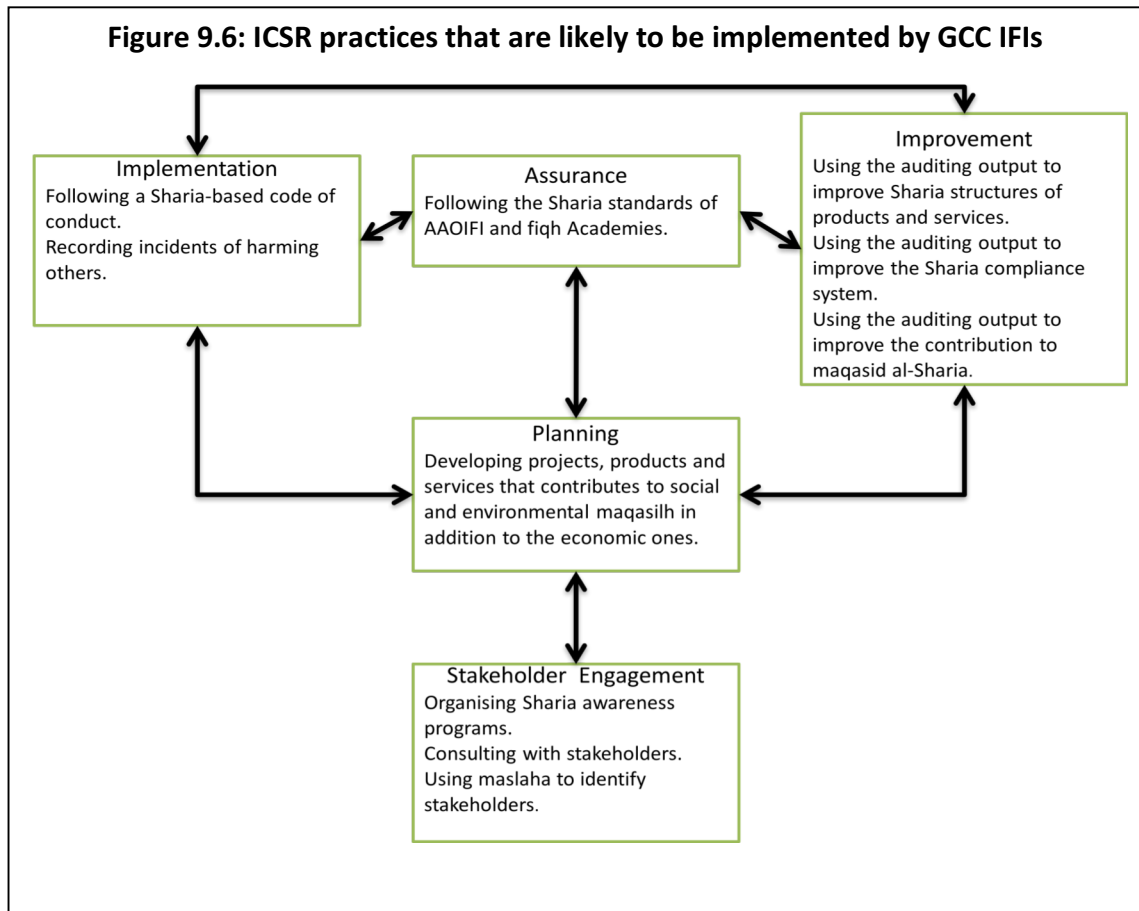 Figure 9.6: ICSR practices that are likely to be implemented by GCC IFIs
Implementation
Following a Sharia-based code of
conduct.
Recording incidents of harming
others.
Assurance
Following the Sharia standards of
AAOIFI and fiqh Academies.
Improvement
Using the auditing output to
improve Sharia structures of
products and services.
Using the auditing output to
improve the Sharia compliance
system.
Using the auditing output to
improve the contribution to
maqasid al-Sharia.
Planning
Developing projects, products and
services that contributes to social
and environmental maqasilh in
addition to the economic ones.
Stakeholder Engagement
Organising Sharia awareness
programs.
Consulting with stakeholders.
Using maslaha to identify
stakeholders.